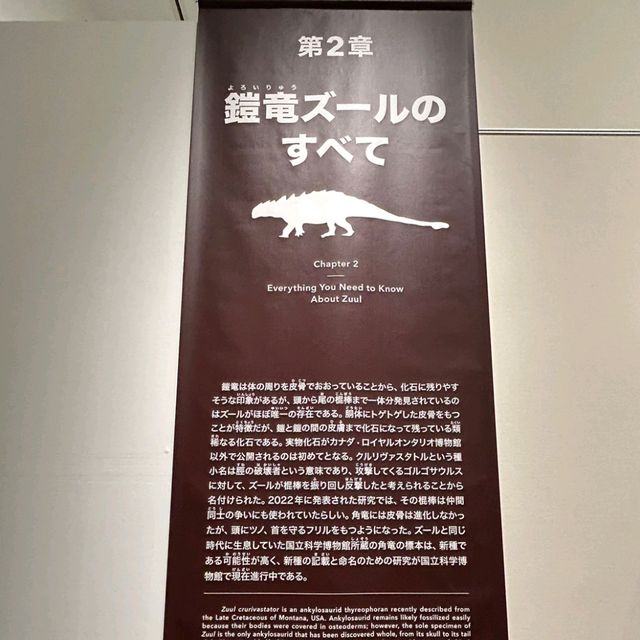 第2章
よろいりゅう
鎧竜ズールの
すべて
Chapter 2
Everything You Need to Know
About Zuul
鎧竜は体の周りを皮骨でおおっていることから、化石に残りやす
そうな印象があるが、頭から尾の棍棒まで一体分発見されているの
はズールがほぼ唯一の存在である。胴体にトゲトゲした皮骨をもつ
ことが特徴だが、鎧と鎧の間の皮膚まで化石になって残っている類
稀なる化石である。実物化石がカナダ・ロイヤルオンタリオ博物館
以外で公開されるのは初めてとなる。クルリヴァスタトルという種
小名は脛の破壊者という意味であり、攻撃してくるゴルゴサウルス
に対して、ズールが棍棒を振り回し反撃したと考えられることから
名付けられた。2022年に発表された研究では、その棍棒は仲間
同士の争いにも使われていたらしい。角竜には皮骨は進化しなかっ
たが、頭にツノ、首を守るフリルをもつようになった。ズールと同じ
時代に生息していた国立科学博物館所蔵の角竜の標本は、新種で
ある可能性が高く、新種の記載と命名のための研究が国立科学博
物館で現在進行中である。
Zuul crurivastator is an ankylosaurid thyreophoran recently described from
the Late Cretaceous of Montana, USA. Ankylosaurid remains likely fossilized easily
because their bodies were covered in osteoderms; however, the sole specimen of
Zuul is the only ankylosaurid that has been discovered whole, from its skull to its tail